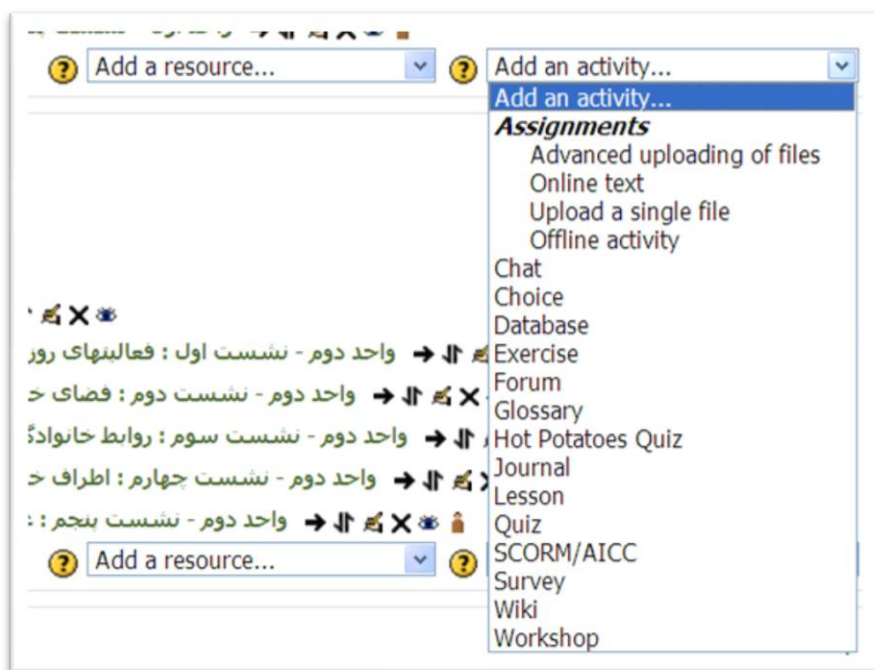 Add a resource... Add an activity...
Add an activity...
Assignments
Advanced uploading of files
Online text
Upload a single file
Offline activity
Chat
Choice
Database
Exercise
Forum
Glossary
Hot Potatoes Quiz
Journal
Lesson
Quiz
SCORM/AICC
Survey
Wiki
Workshop
واحد دوم - نشست اول : فعالیتهای روز
واحد دوم - نشست دوم : فضای
واحد دوم - نشست سوم : روابط
واحد دوم - نشست چهارم : اطراف
واحد دوم - نشست پنجم :
Add a resource...